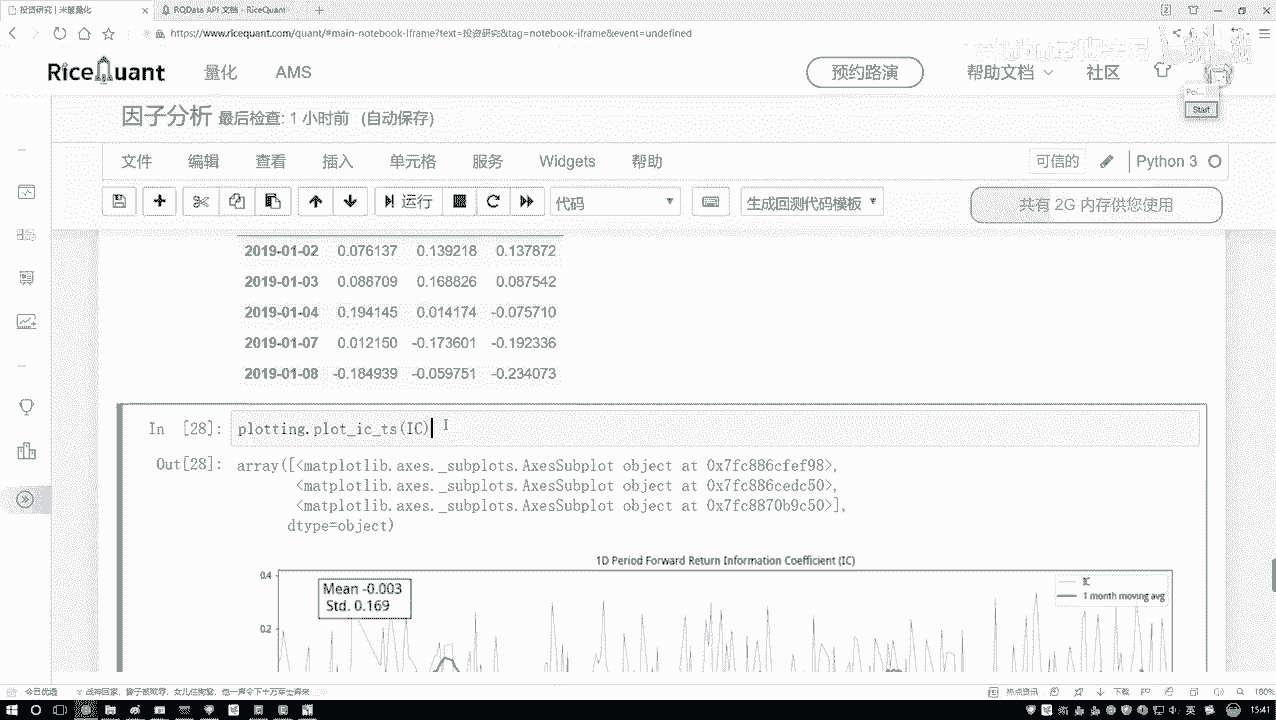 投资研究 | 米筐量化
RQData API 文档 - RiceQuant
https://www.ricequant.com/quant/#main-notebook-iframe?text=投资研究&tag=notebook-iframe&event=undefined
RiceQuant
量化
AMS
预约路演
帮助文档
社区
Start
因子分析 最后检查: 1 小时前 (自动保存)
文件
编辑
查看
插入
单元格
服务
Widgets
帮助
可信的
Python 3
运行
代码
生成回测代码模板
共有 2G 内存供您使用
2019-01-02 0.076137 0.139218 0.137872
2019-01-03 0.088709 0.168826 0.087542
2019-01-04 0.194145 0.014174 -0.075710
2019-01-07 0.012150 -0.173601 -0.192336
2019-01-08 -0.184939 -0.059751 -0.234073
In [28]: plotting.plot_ic_ts(IC)
Out[28]: array([<matplotlib.axes._subplots.AxesSubplot object at 0x7fc886cfef98>,
<matplotlib.axes._subplots.AxesSubplot object at 0x7fc886cedc50>,
<matplotlib.axes._subplots.AxesSubplot object at 0x7fc8870b9c50>],
dtype=object)
1D Period Forward Return Information Coefficient (IC)
0.4
Mean -0.003
Std. 0.169
IC
1 month moving avg
0.2
今日优选
热点资讯
下载
180%
英
15:41